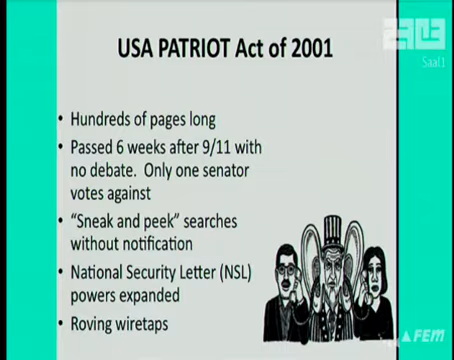 USA PATRIOT Act of 2001
Saal1
• Hundreds of pages long
• Passed 6 weeks after 9/11 with
no debate. Only one senator
votes against
• “Sneak and peek” searches
without notification
• National Security Letter (NSL)
powers expanded
• Roving wiretaps
FEM